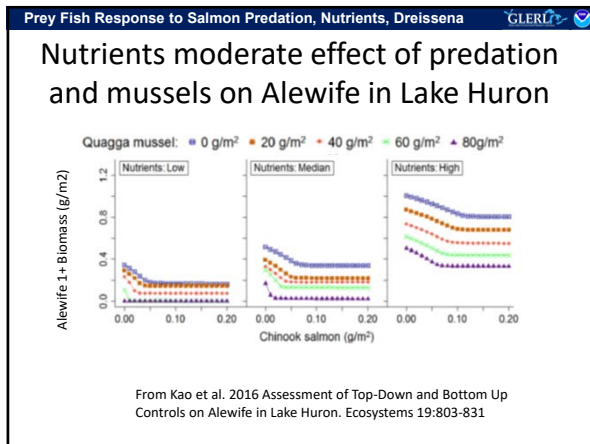 Prey Fish Response to Salmon Predation, Nutrients, Dreissena
GLERL
Nutrients moderate effect of predation
and mussels on Alewife in Lake Huron
Quagga mussel: 0 g/m² 20 g/m² 40 g/m² 60 g/m² 80g/m²
Nutrients: Low Nutrients: Median Nutrients: High
Alewife 1+ Biomass (g/m2)
1.2
0.8
0.4
0.0
0.00 0.10 0.20 0.00 0.10 0.20 0.00 0.10 0.20
Chinook salmon (g/m²)
From Kao et al. 2016 Assessment of Top-Down and Bottom Up
Controls on Alewife in Lake Huron. Ecosystems 19:803-831